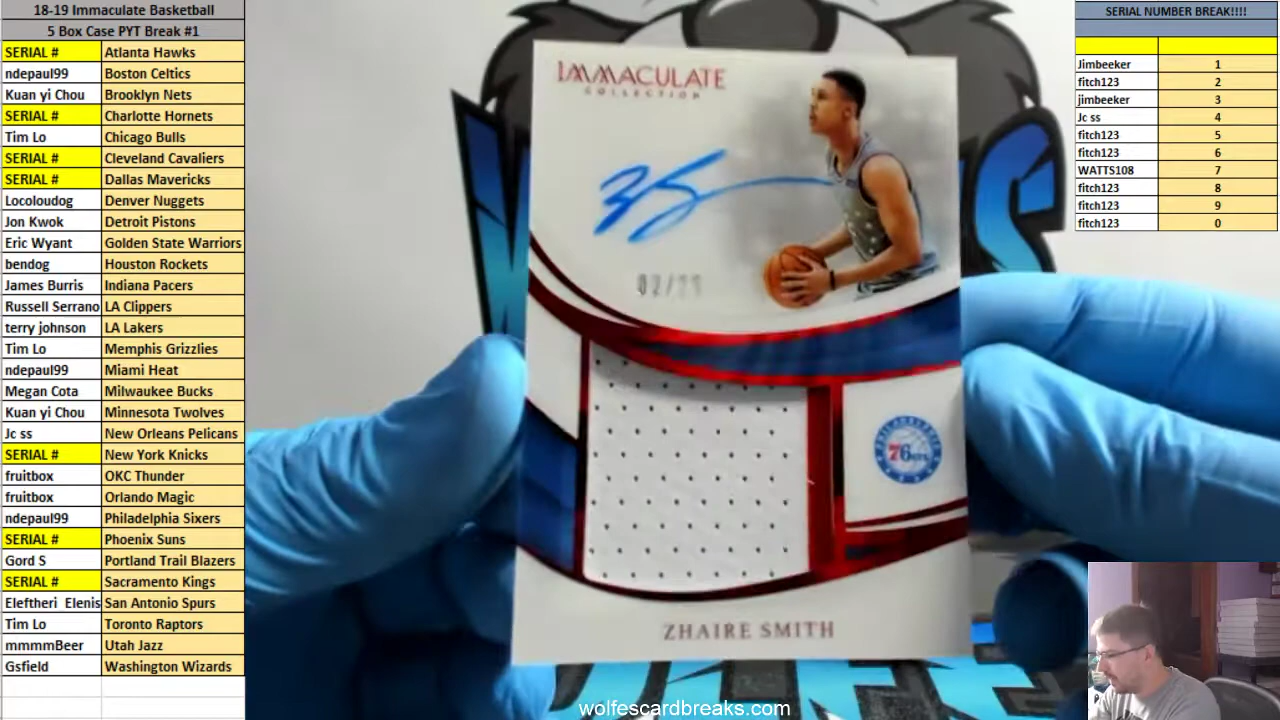 18-19 Immaculate Basketball
5 Box Case PYT Break #1
SERIAL # Atlanta Hawks
ndepaul99 Boston Celtics
Kuan yi Chou Brooklyn Nets
SERIAL # Charlotte Hornets
Tim Lo Chicago Bulls
SERIAL # Cleveland Cavaliers
SERIAL # Dallas Mavericks
Locoloudog Denver Nuggets
Jon Kwok Detroit Pistons
Eric Wyant Golden State Warriors
bendog Houston Rockets
James Burris Indiana Pacers
Russell Serrano LA Clippers
terry johnson LA Lakers
Tim Lo Memphis Grizzlies
ndepaul99 Miami Heat
Megan Cota Milwaukee Bucks
Kuan yi Chou Minnesota Twolves
Jc ss New Orleans Pelicans
SERIAL # New York Knicks
fruitbox OKC Thunder
fruitbox Orlando Magic
ndepaul99 Philadelphia Sixers
SERIAL # Phoenix Suns
Gord S Portland Trail Blazers
SERIAL # Sacramento Kings
Eleftheri Elenis San Antonio Spurs
Tim Lo Toronto Raptors
mmmmBeer Utah Jazz
Gsfield Washington Wizards
IMMACULATE
COLLECTION
PHILADELPHIA
76ERS
ZHAIRE SMITH
wolfescardbreaks.com
SERIAL NUMBER BREAK!!!!
Jimbeeker 1
fitch123 2
jimbeeker 3
Jc ss 4
fitch123 5
fitch123 6
WATTS108 7
fitch123 8
fitch123 9
fitch123 0